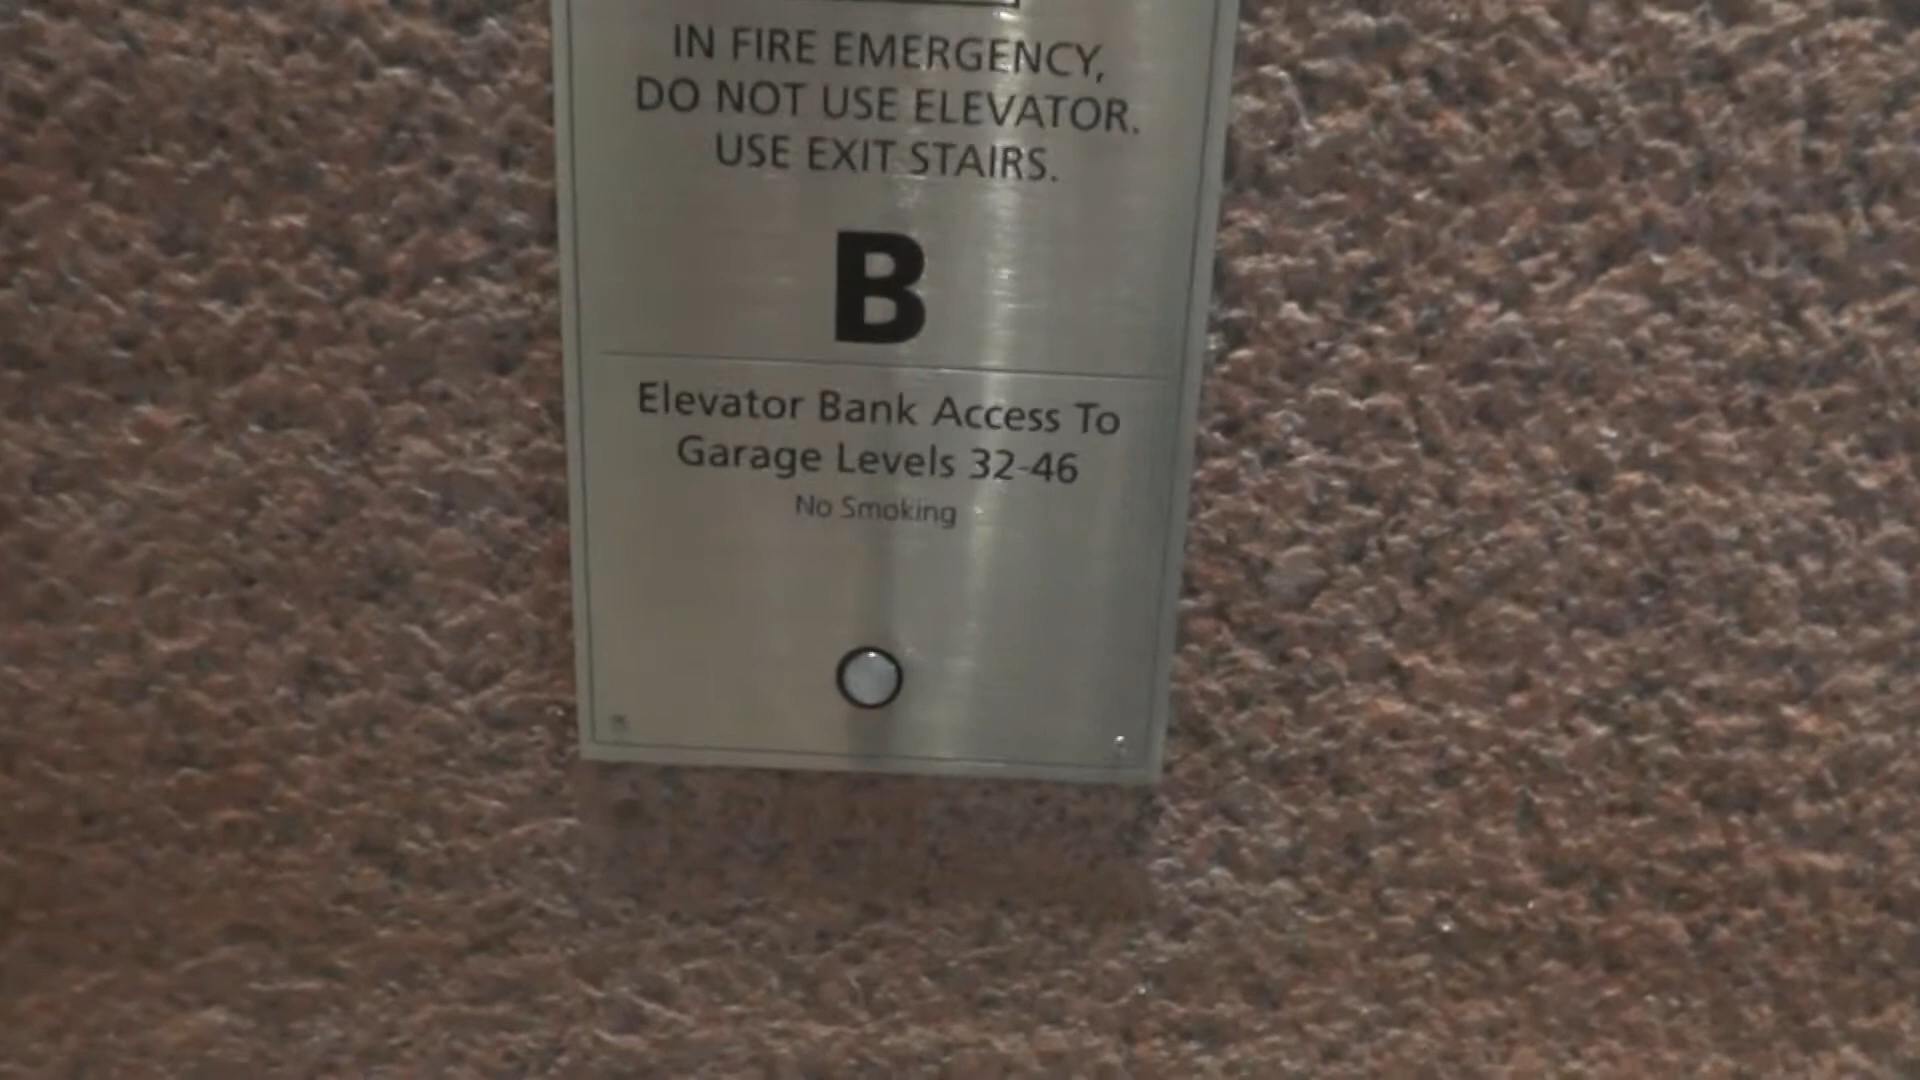 IN FIRE EMERGENCY,
DO NOT USE ELEVATOR.
USE EXIT STAIRS.
B
Elevator Bank Access To
Garage Levels 32-46
No Smoking